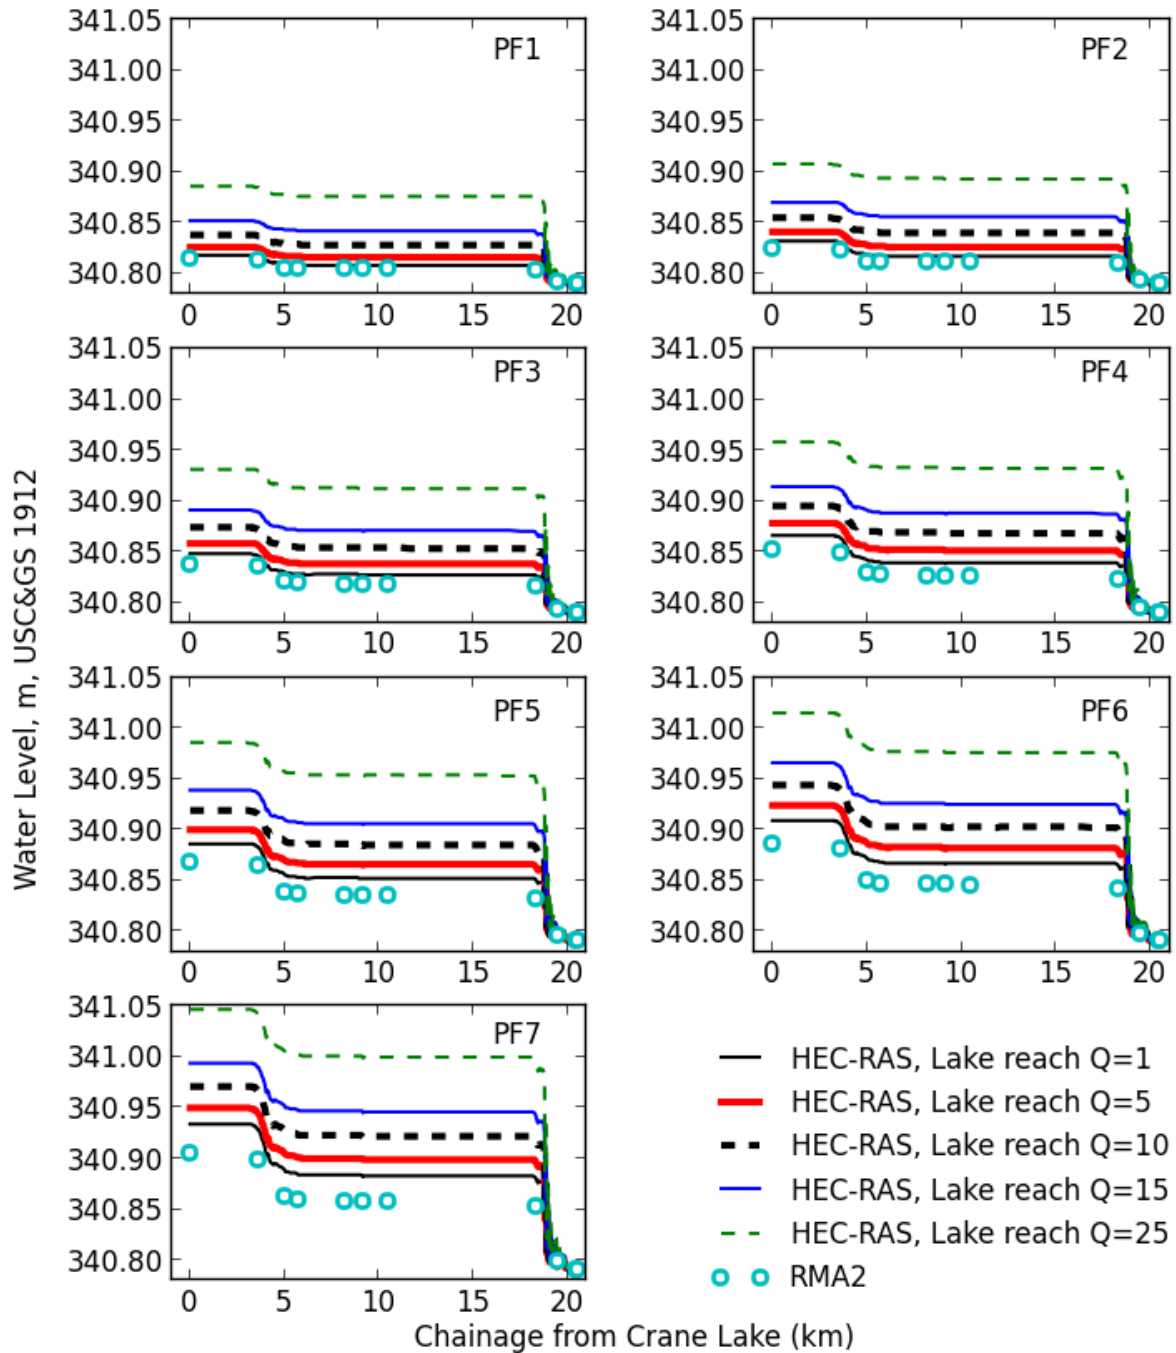 341.05
341.00
340.95
340.90
340.85
340.80
PF1
0 5 10 15 20
341.05
341.00
340.95
340.90
340.85
340.80
PF2
0 5 10 15 20
341.05
341.00
340.95
340.90
340.85
340.80
PF3
0 5 10 15 20
341.05
341.00
340.95
340.90
340.85
340.80
PF4
0 5 10 15 20
341.05
341.00
340.95
340.90
340.85
340.80
PF5
0 5 10 15 20
341.05
341.00
340.95
340.90
340.85
340.80
PF6
0 5 10 15 20
341.05
341.00
340.95
340.90
340.85
340.80
PF7
0 5 10 15 20
Water Level, m, USC&GS 1912
HEC-RAS, Lake reach Q=1
HEC-RAS, Lake reach Q=5
HEC-RAS, Lake reach Q=10
HEC-RAS, Lake reach Q=15
HEC-RAS, Lake reach Q=25
RMA2
Chainage from Crane Lake (km)